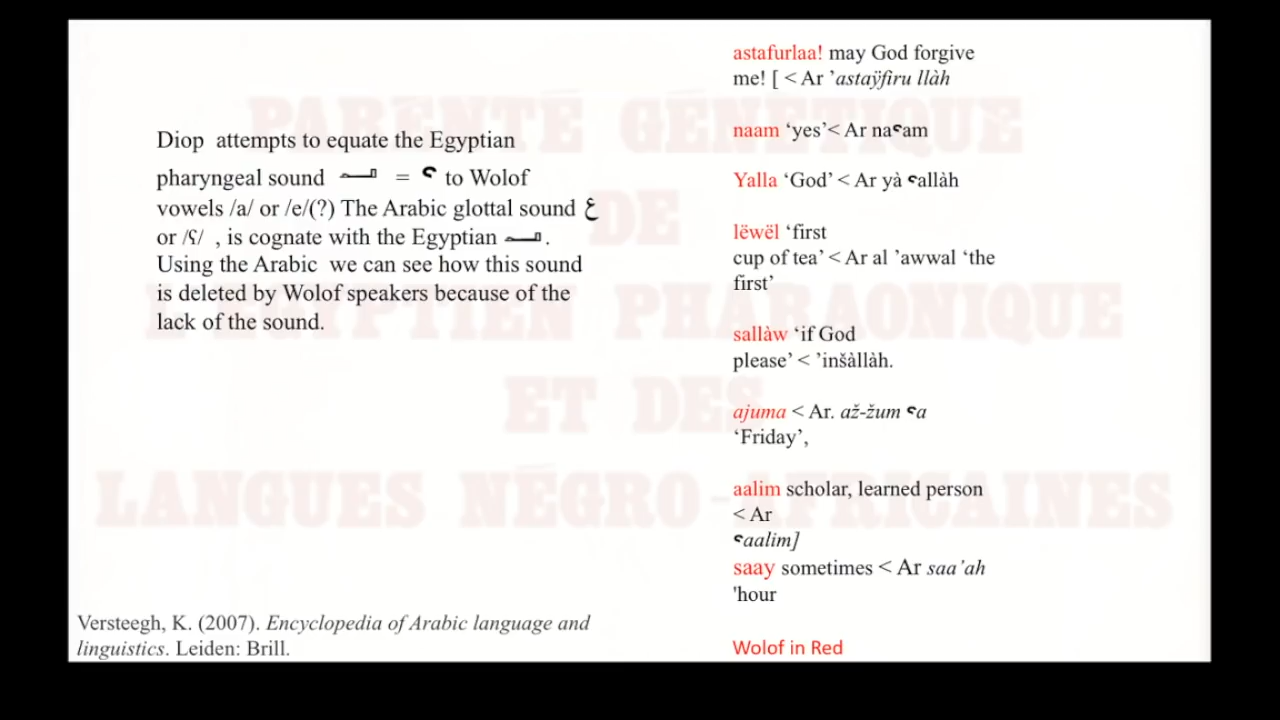 Diop attempts to equate the Egyptian
pharyngeal sound 𓂝 = ꜥ to Wolof
vowels /a/ or /e/(?) The Arabic glottal sound ع
or /ʕ/ , is cognate with the Egyptian 𓂝.
Using the Arabic we can see how this sound
is deleted by Wolof speakers because of the
lack of the sound.
Versteegh, K. (2007). Encyclopedia of Arabic language and
linguistics. Leiden: Brill.
astafurlaa! may God forgive
me! [ < Ar ’astaÿfiru llàh
naam ‘yes’< Ar naꜥam
Yalla ‘God’ < Ar yà ꜥallàh
lëwël ‘first
cup of tea’ < Ar al ’awwal ‘the
first’
sallàw ‘if God
please’ < ’inšàllàh.
ajuma < Ar. až-žum ꜥa
‘Friday’,
aalim scholar, learned person
< Ar
ꜥaalim]
saay sometimes < Ar saa’ah
'hour
Wolof in Red
PARENTÉ GÉNÉTIQUE
DE
L'ÉGYPTIEN PHARAONIQUE
ET DES
LANGUES NÉGRO-AFRICAINES